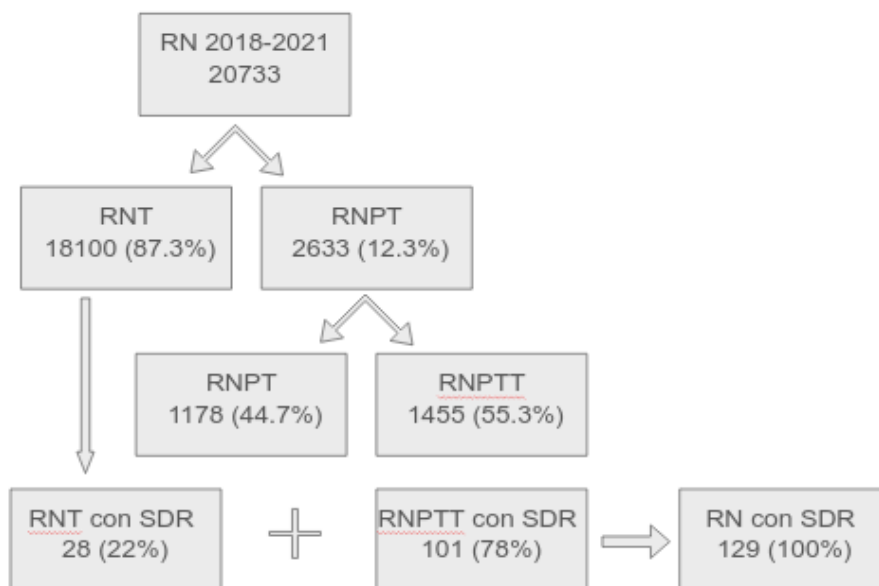 RN 2018-2021
20733
RNT
18100 (87.3%)
RNPT
2633 (12.3%)
RNPT
1178 (44.7%)
RNPTT
1455 (55.3%)
RNT con SDR
28 (22%)
RNPTT con SDR
101 (78%)
RN con SDR
129 (100%)